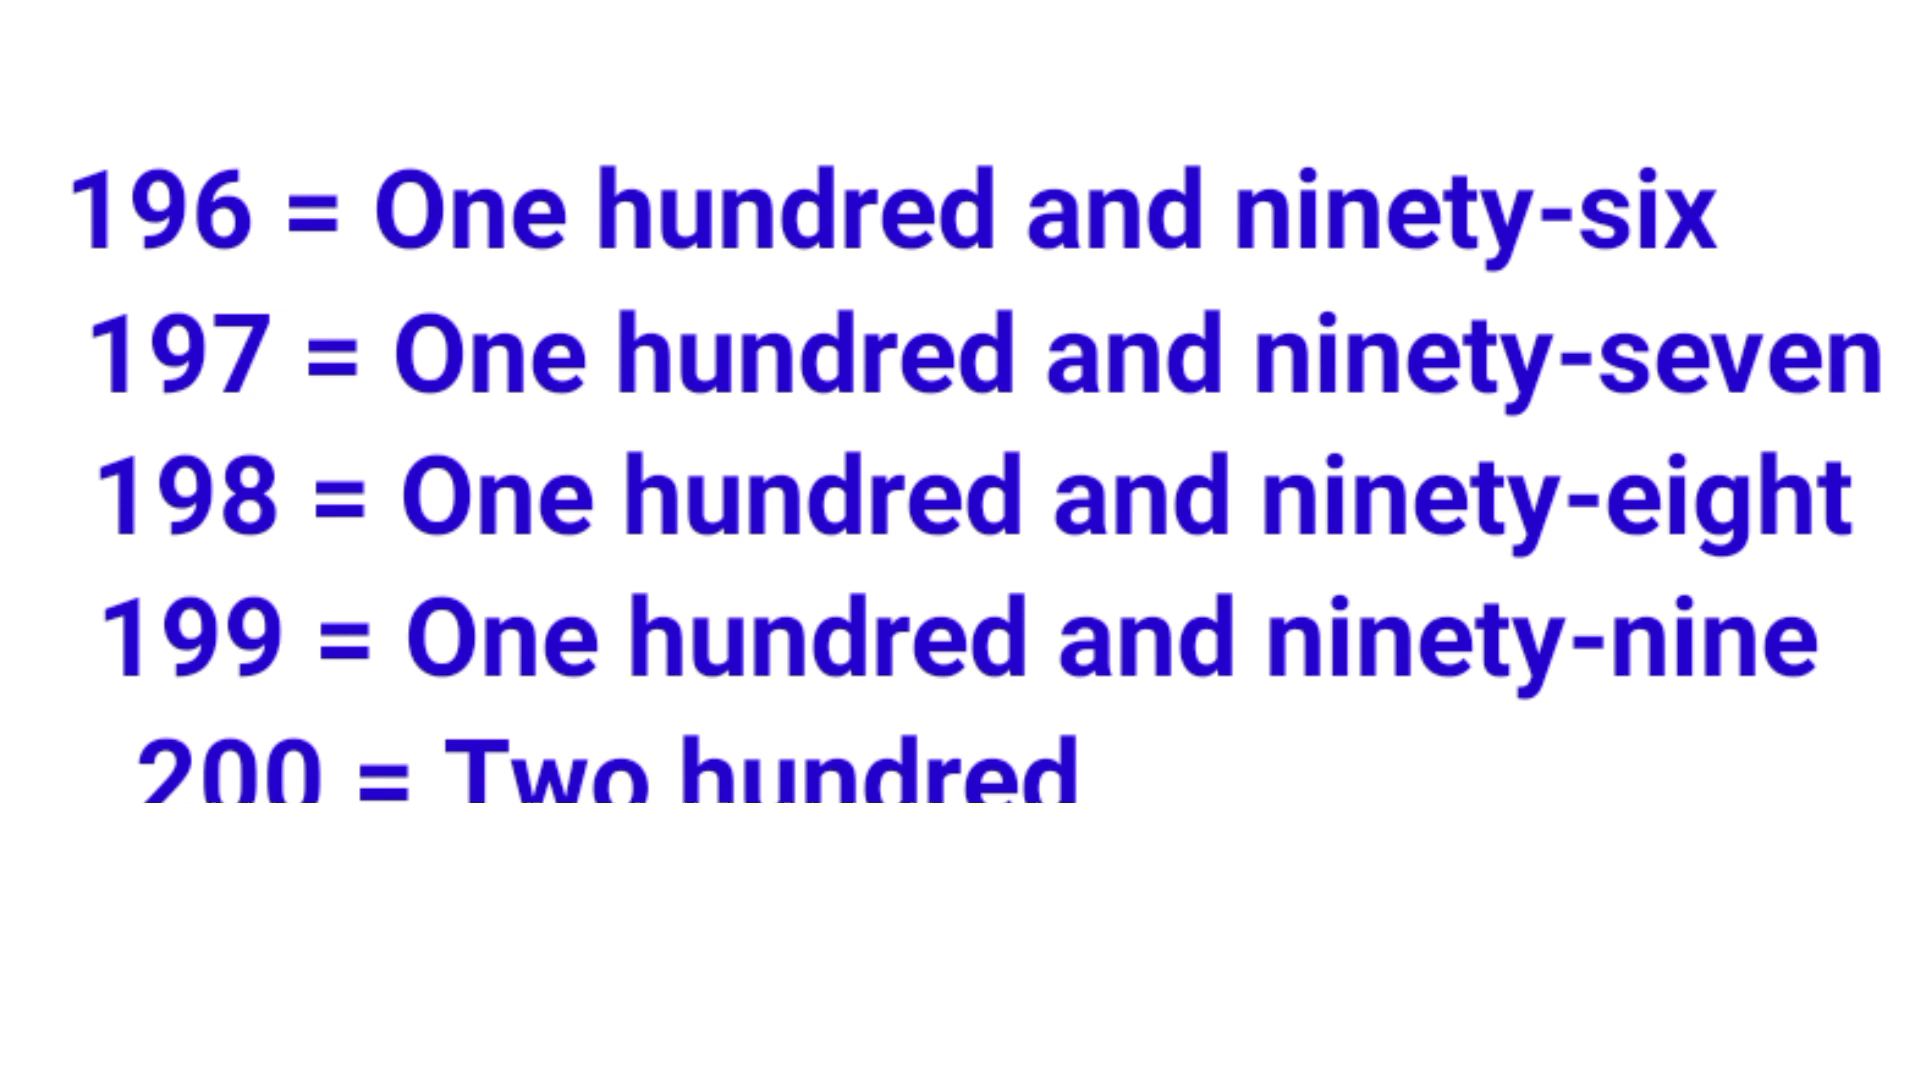 196 = One hundred and ninety-six
197 = One hundred and ninety-seven
198 = One hundred and ninety-eight
199 = One hundred and ninety-nine
200 = Two hundred